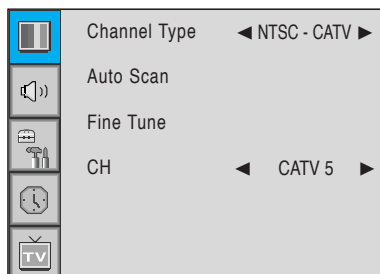 Channel Type ◀ NTSC - CATV ▶
Auto Scan
Fine Tune
CH ◀ CATV 5 ▶
TV